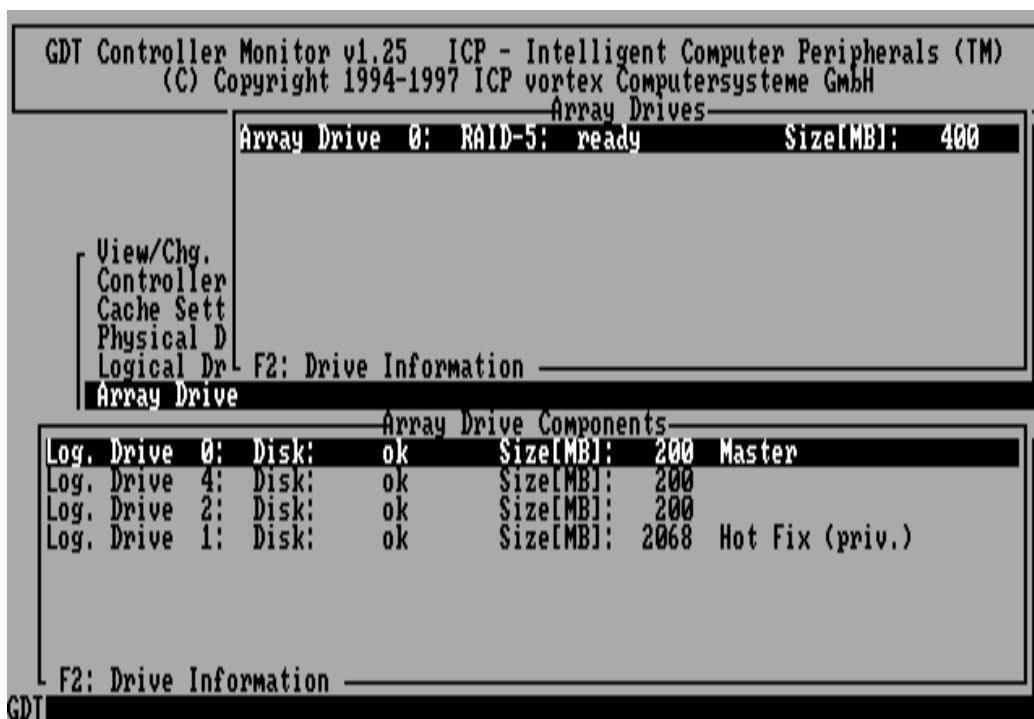 GDT Controller Monitor v1.25 ICP - Intelligent Computer Peripherals (TM)
(C) Copyright 1994-1997 ICP vortex Computersysteme GmbH
Array Drives
Array Drive 0: RAID-5: ready Size[MB]: 400
View/Chg.
Controller
Cache Sett
Physical D
Logical Dr
F2: Drive Information
Array Drive
Array Drive Components
Log. Drive 0: Disk: ok Size[MB]: 200 Master
Log. Drive 4: Disk: ok Size[MB]: 200
Log. Drive 2: Disk: ok Size[MB]: 200
Log. Drive 1: Disk: ok Size[MB]: 2068 Hot Fix (priv.)
F2: Drive Information
GDT